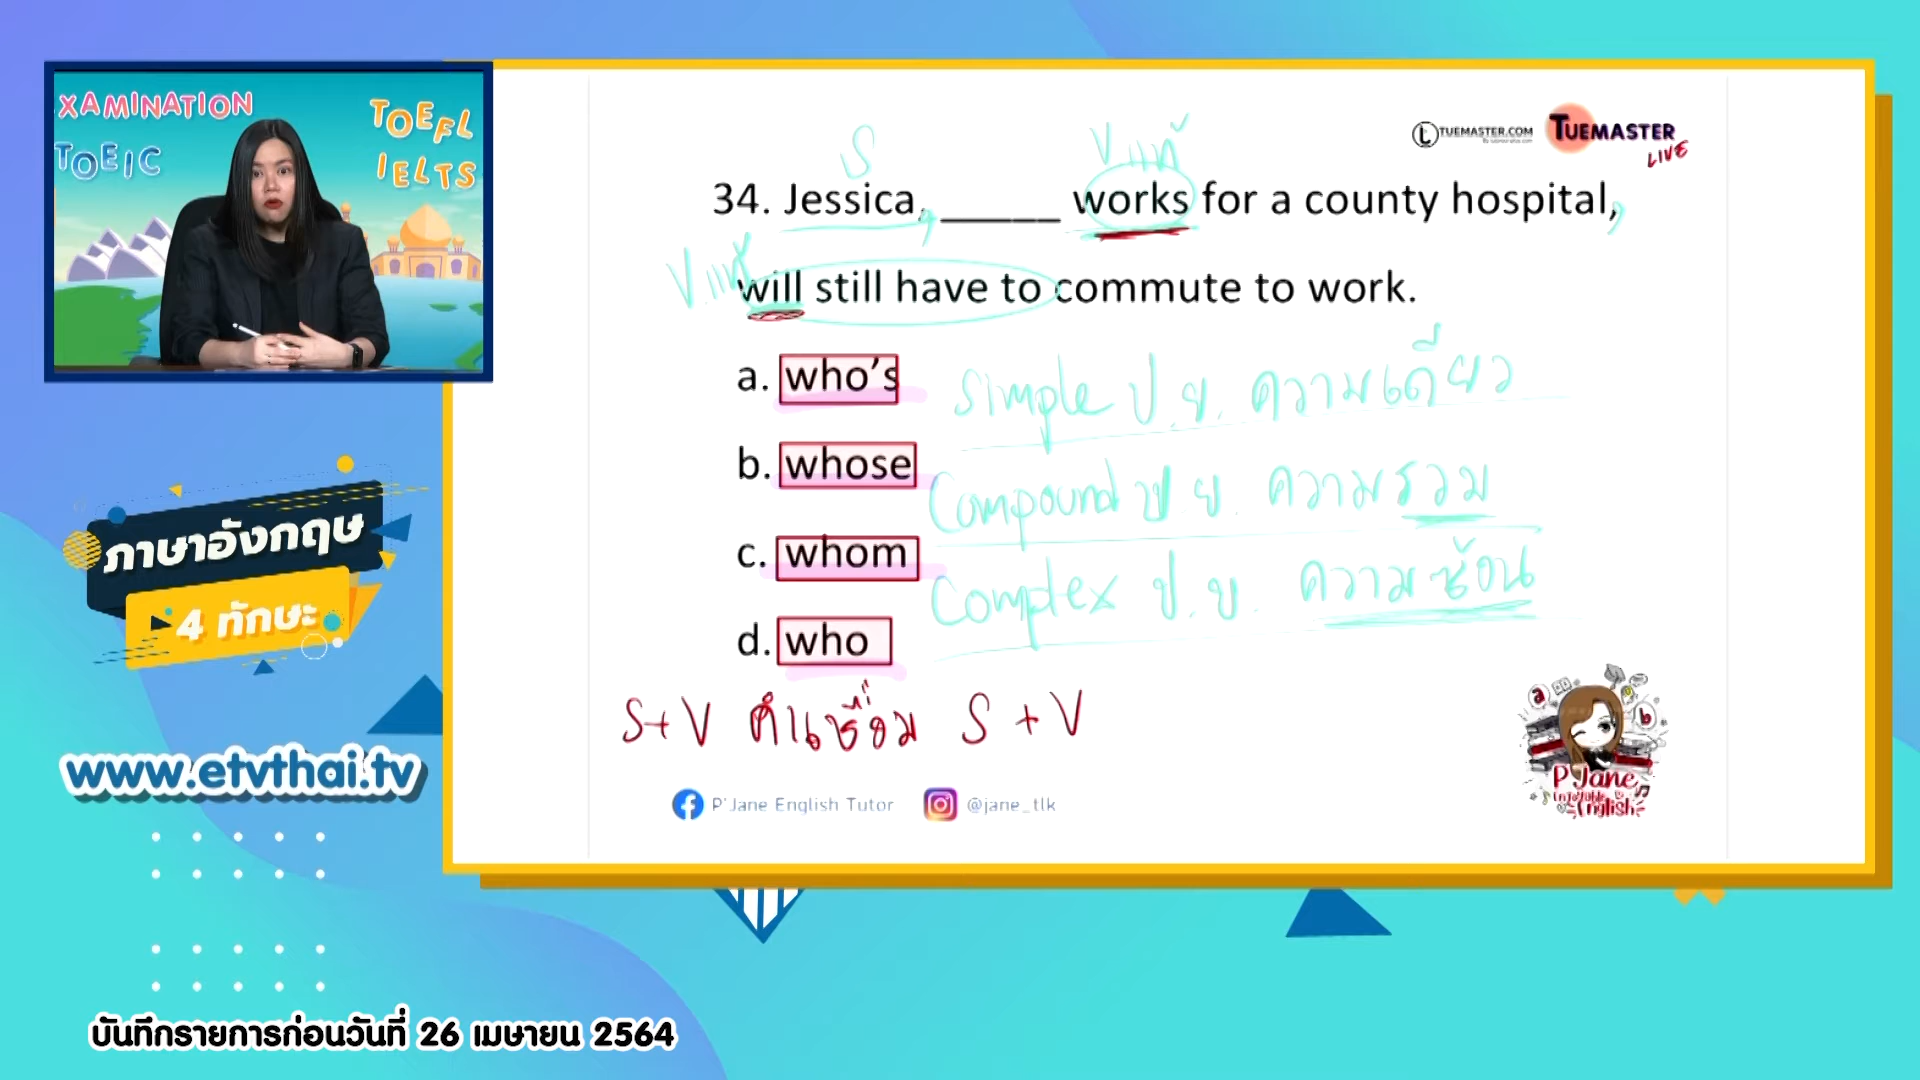 XAMINATION
TOEIC
TOEFL
IELTS
TUEMASTER.COM
TUEMASTER
LIVE
S
V แท้
34. Jessica, _____ works for a county hospital,
V แท้
will still have to commute to work.
a. who's
simple ป.ย. ความเดียว
b. whose
Compound ป.ย. ความรวม
c. whom
Complex ป.ย. ความซ้อน
d. who
S+V คำเชื่อม S + V
P'Jane English Tutor
@jane_tlk
a
b
P'Jane
English
ภาษาอังกฤษ
4 ทักษะ
www.etvthai.tv
บันทึกรายการก่อนวันที่ 26 เมษายน 2564